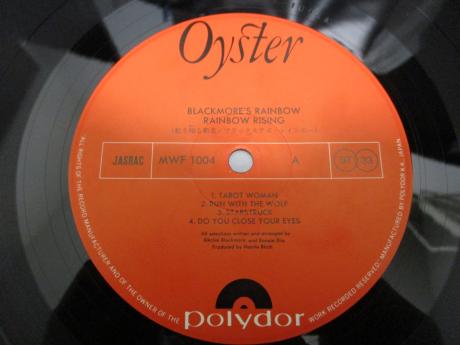 Oyster
BLACKMORE'S RAINBOW
RAINBOW RISING
JASRAC MWF 1004 A ST 33
1. TAROT WOMAN
2. RUN WITH THE WOLF
3. STARSTRUCK
4. DO YOU CLOSE YOUR EYES
All selections written and arranged by
Ritchie Blackmore and Ronnie Dio
Produced by Martin Birch
polydor
ALL RIGHTS OF THE RECORD MANUFACTURER AND OF THE OWNER OF THE WORK RECORDED RESERVED. MANUFACTURED BY POLYDOR K.K., JAPAN